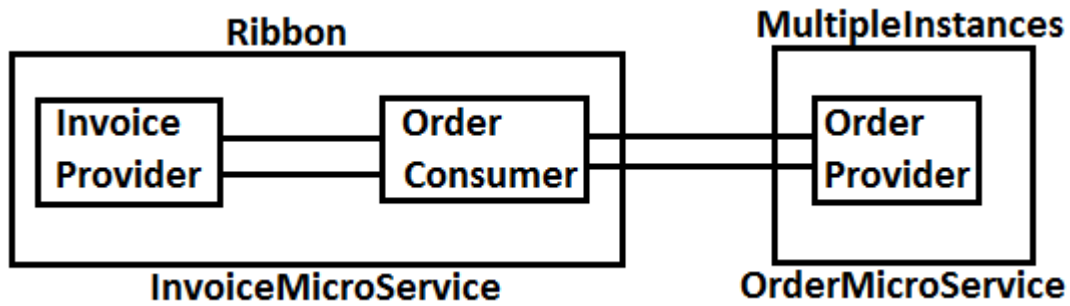 Ribbon
MultipleInstances
Invoice
Provider
Order
Consumer
Order
Provider
InvoiceMicroService
OrderMicroService